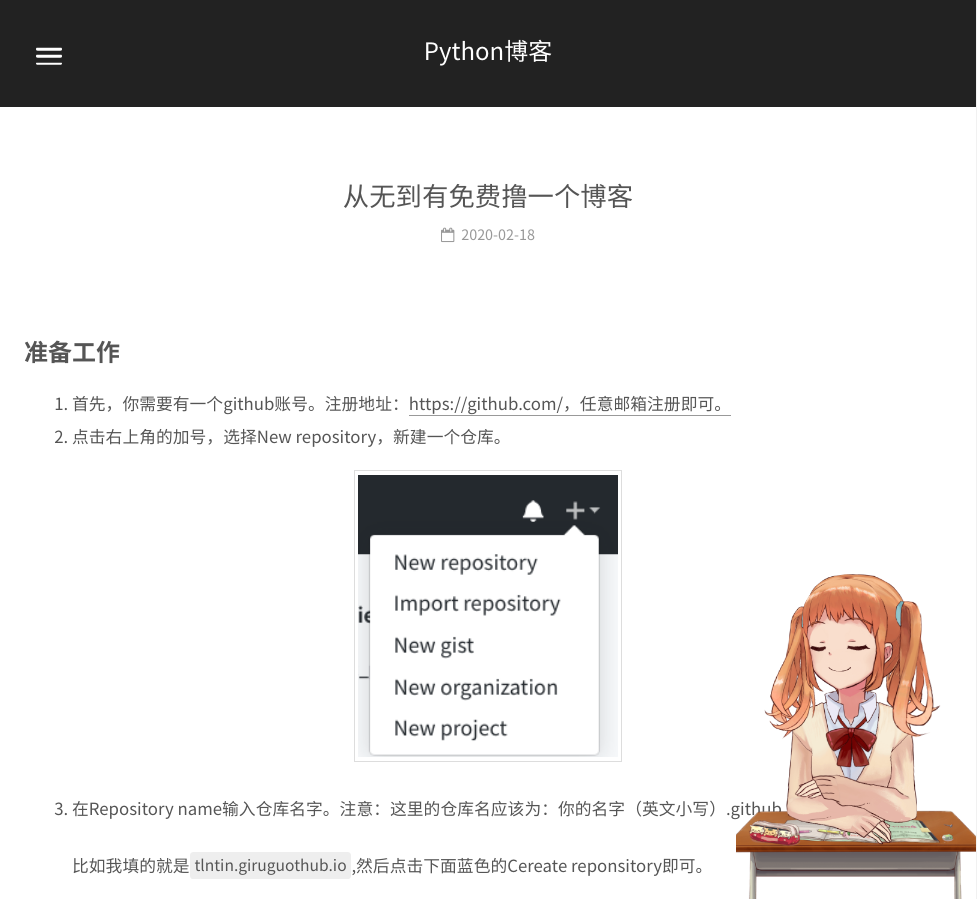 Python博客
从无到有免费撸一个博客
2020-02-18
准备工作
1. 首先，你需要有一个github账号。注册地址：https://github.com/，任意邮箱注册即可。
2. 点击右上角的加号，选择New repository，新建一个仓库。
New repository
Import repository
New gist
New organization
New project
3. 在Repository name输入仓库名字。注意：这里的仓库名应该为：你的名字（英文小写）.github
比如我填的就是tlntin.giruguothub.io,然后点击下面蓝色的Cereate reponsitory即可。